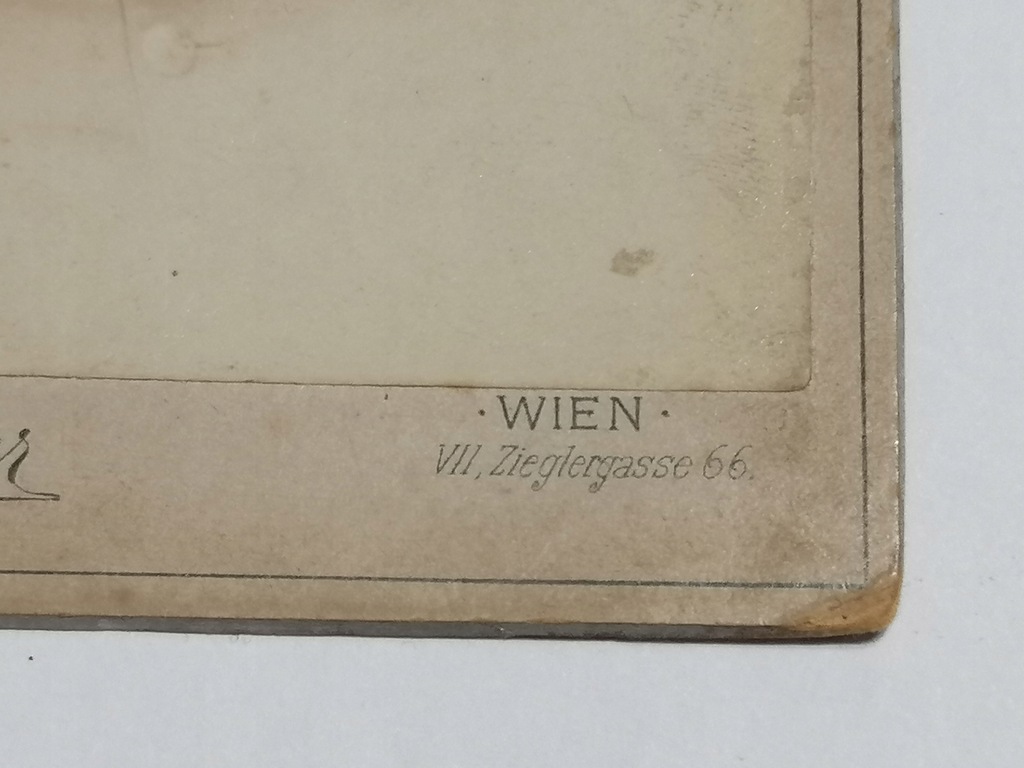 · WIEN ·
VII, Zieglergasse 66.